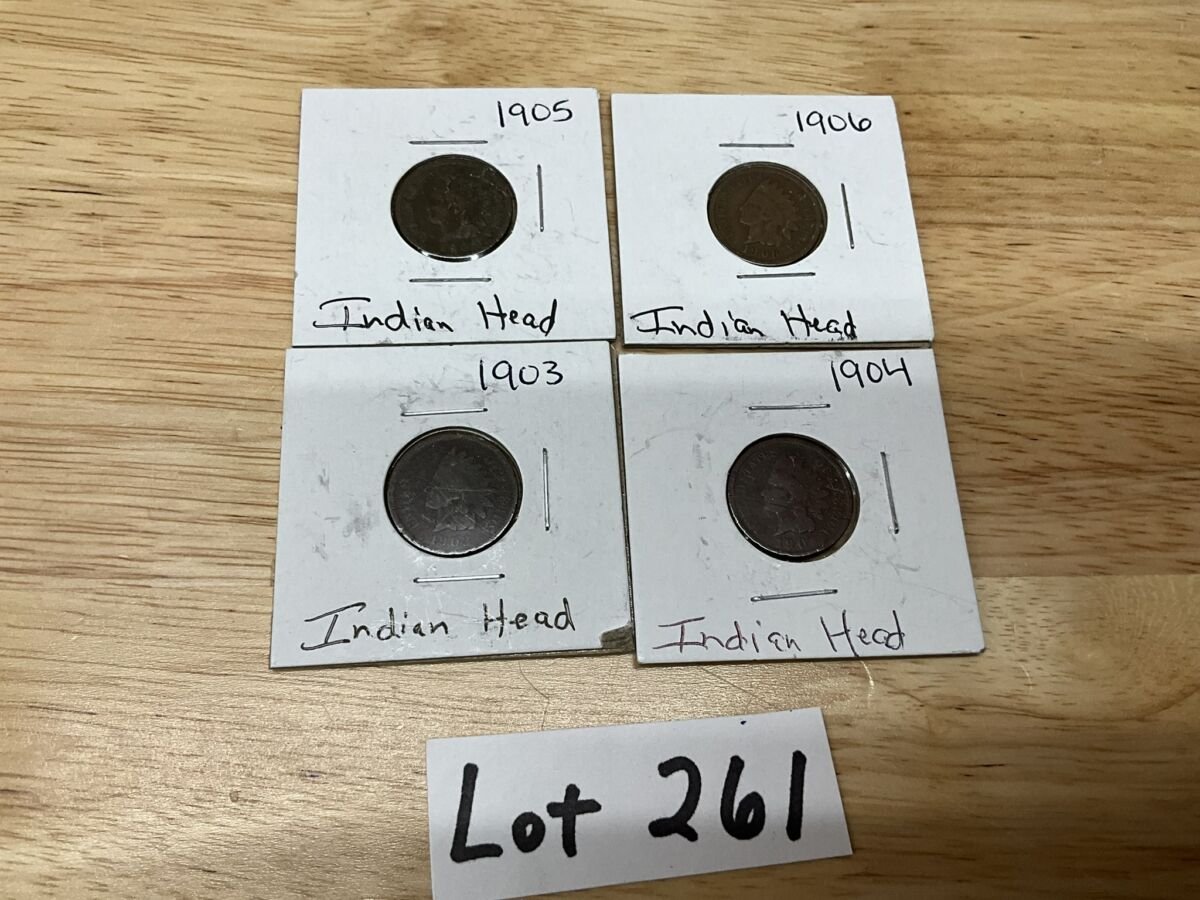 1905
Indian Head
1906
Indian Head
1903
Indian Head
1904
Indian Head
Lot 261